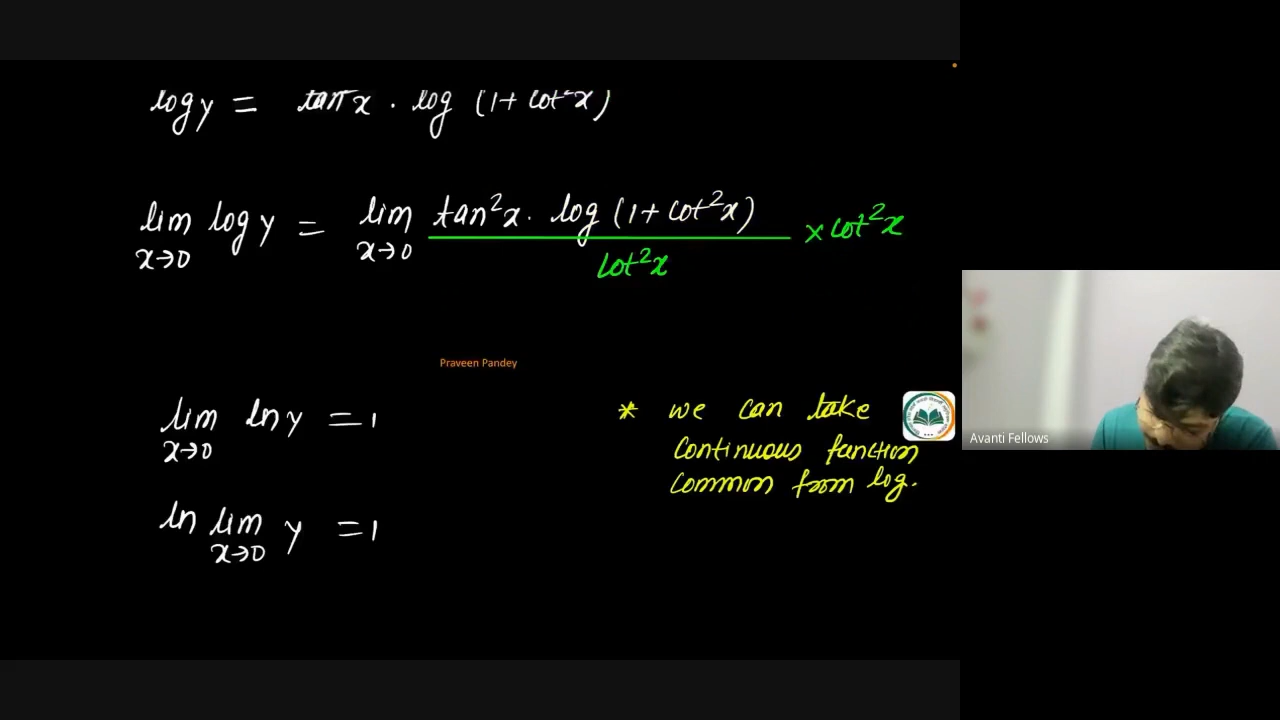 log y = tan²x . log (1 + cot²x)
lim x→0 log y = lim x→0 tan²x . log (1 + cot²x) / cot²x × cot²x
Praveen Pandey
lim x→0 ln y = 1
* we can take
continuous function
common from log.
ln lim x→0 y = 1
Avanti Fellows